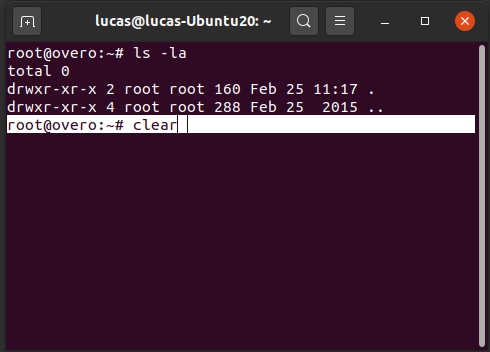 lucas@lucas-Ubuntu20: ~
root@overo:~# ls -la
total 0
drwxr-xr-x 2 root root 160 Feb 25 11:17 .
drwxr-xr-x 4 root root 288 Feb 25  2015 ..
root@overo:~# clear